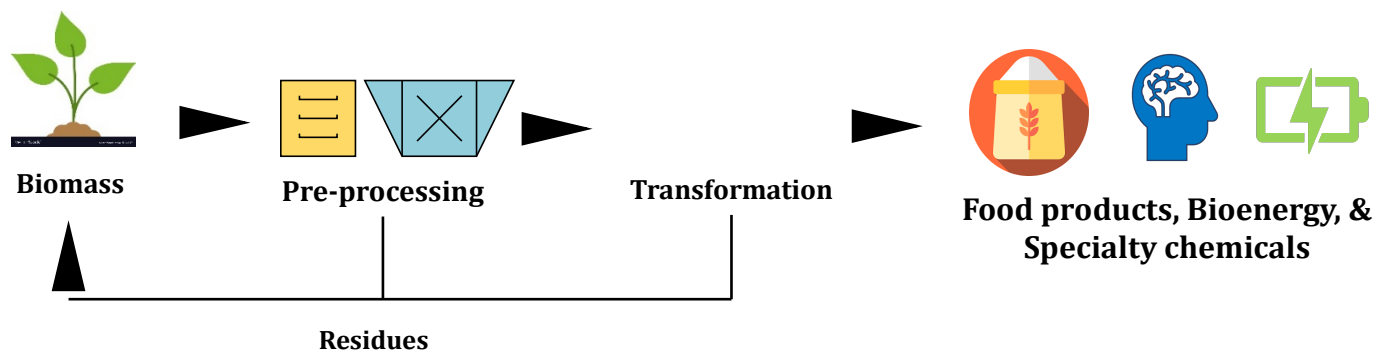 Biomass
Pre-processing
Transformation
Food products, Bioenergy, &
Specialty chemicals
Residues